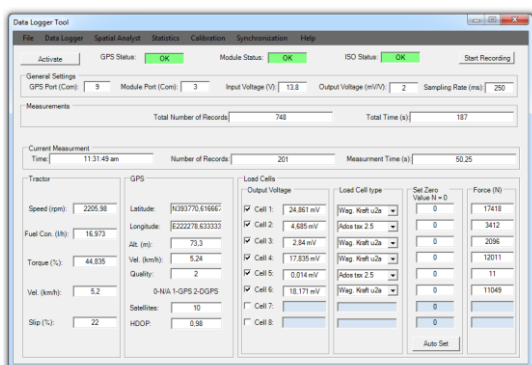 Data Logger Tool
File Data Logger Spatial Analyst Statistics Calibration Synchronization Help
Activate GPS Status: OK Module Status: OK ISO Status: OK Start Recording
General Settings
GPS Port (Com): 9 Module Port (Com): 3 Input Voltage (V): 13.8 Output Voltage (mV/V): 2 Sampling Rate (ms): 250
Measurements
Total Number of Records: 748 Total Time (s): 187
Current Measurment
Time: 11:31:49 am Number of Records: 201 Measurment Time (s): 50,25
Tractor GPS Load Cells
Output Voltage Load Cell type Set Zero Value N = 0 Force (N)
Speed (rpm): 2205,98 Latitude: N393770,616667 Cell 1: 24,861 mV Wag. Kraft u2a 0 17418
Longitude: E222278,633333 Cell 2: 4,685 mV Ados tax 2.5 0 3412
Fuel Con. (l/h): 16,973 Alt. (m): 73,3 Cell 3: 2,84 mV Wag. Kraft u2a 0 2096
Torque (%): 44,835 Vel. (km/h): 5,24 Cell 4: 17,835 mV Wag. Kraft u2a 0 12011
Quality: 2 Cell 5: 0,014 mV Ados tax 2.5 0 11
Vel. (km/h): 5.2 0-N/A 1-GPS 2-DGPS Cell 6: 18,171 mV Wag. Kraft u2a 0 11049
Satellites: 10 Cell 7: 0
Slip (%): 22 HDOP: 0,98 Cell 8: 0
Auto Set